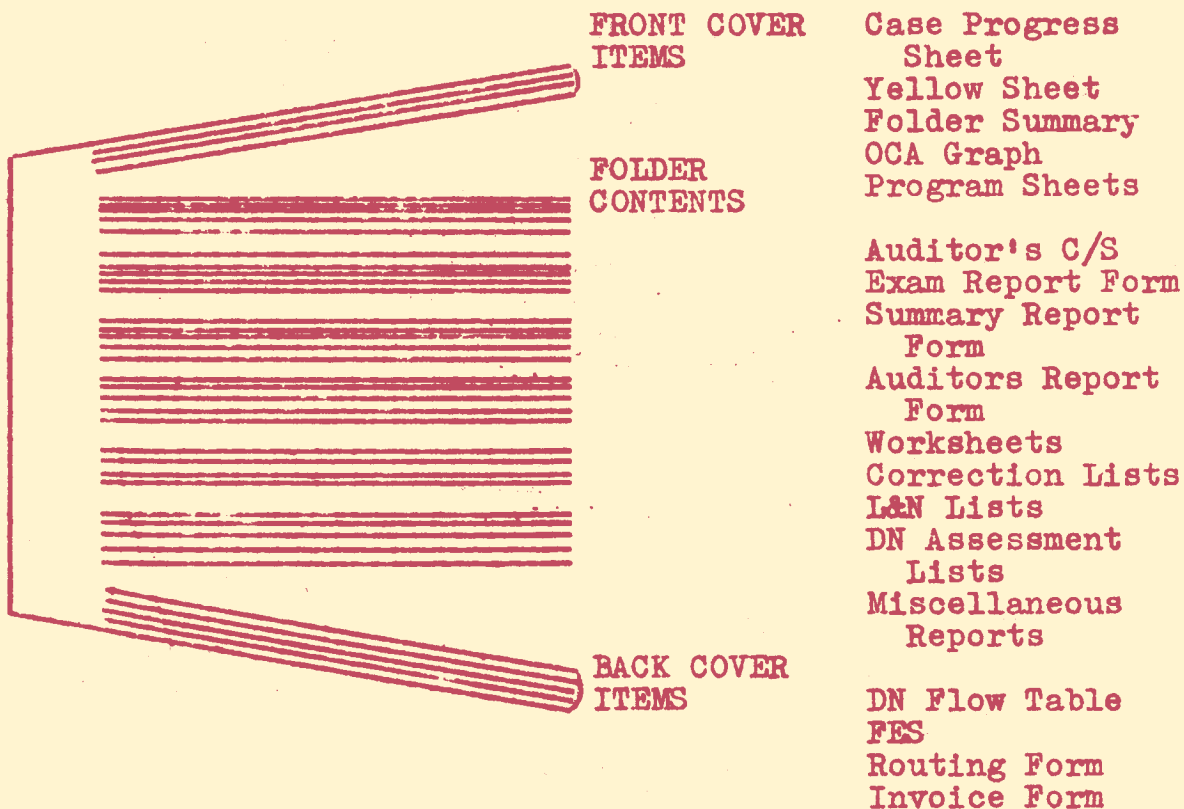 FRONT COVER
ITEMS
Case Progress
Sheet
Yellow Sheet
Folder Summary
OCA Graph
Program Sheets
FOLDER
CONTENTS
Auditor's C/S
Exam Report Form
Summary Report
Form
Auditors Report
Form
Worksheets
Correction Lists
L&N Lists
DN Assessment
Lists
Miscellaneous
Reports
BACK COVER
ITEMS
DN Flow Table
FES
Routing Form
Invoice Form